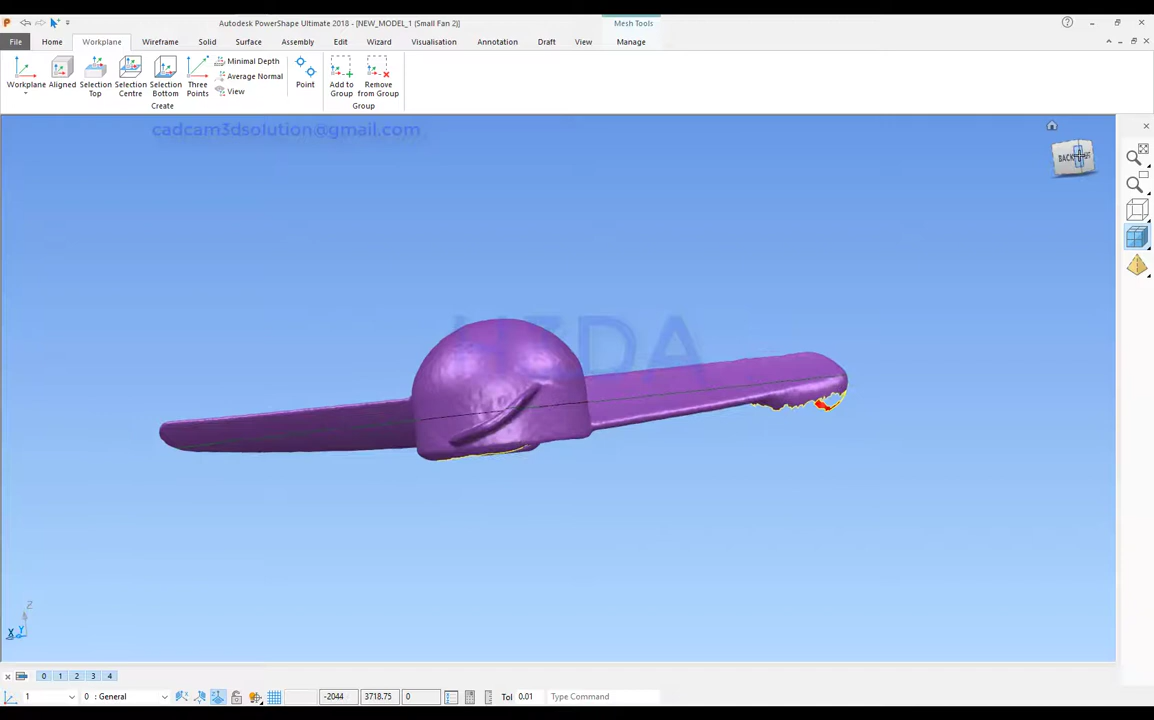 Autodesk PowerShape Ultimate 2018 - [NEW_MODEL_1 (Small Fan 2)]
Mesh Tools
File Home Workplane Wireframe Solid Surface Assembly Edit Wizard Visualisation Annotation Draft View Manage
Workplane
Aligned
Selection Top
Selection Centre
Selection Bottom
Three Points
Minimal Depth
Average Normal
View
Point
Add to Group
Remove from Group
Create
Group
cadcam3dsolution@gmail.com
HZDA
Z
X Y
0 1 2 3 4
1 0 : General -2044 3718.75 0 Tol 0.01 Type Command